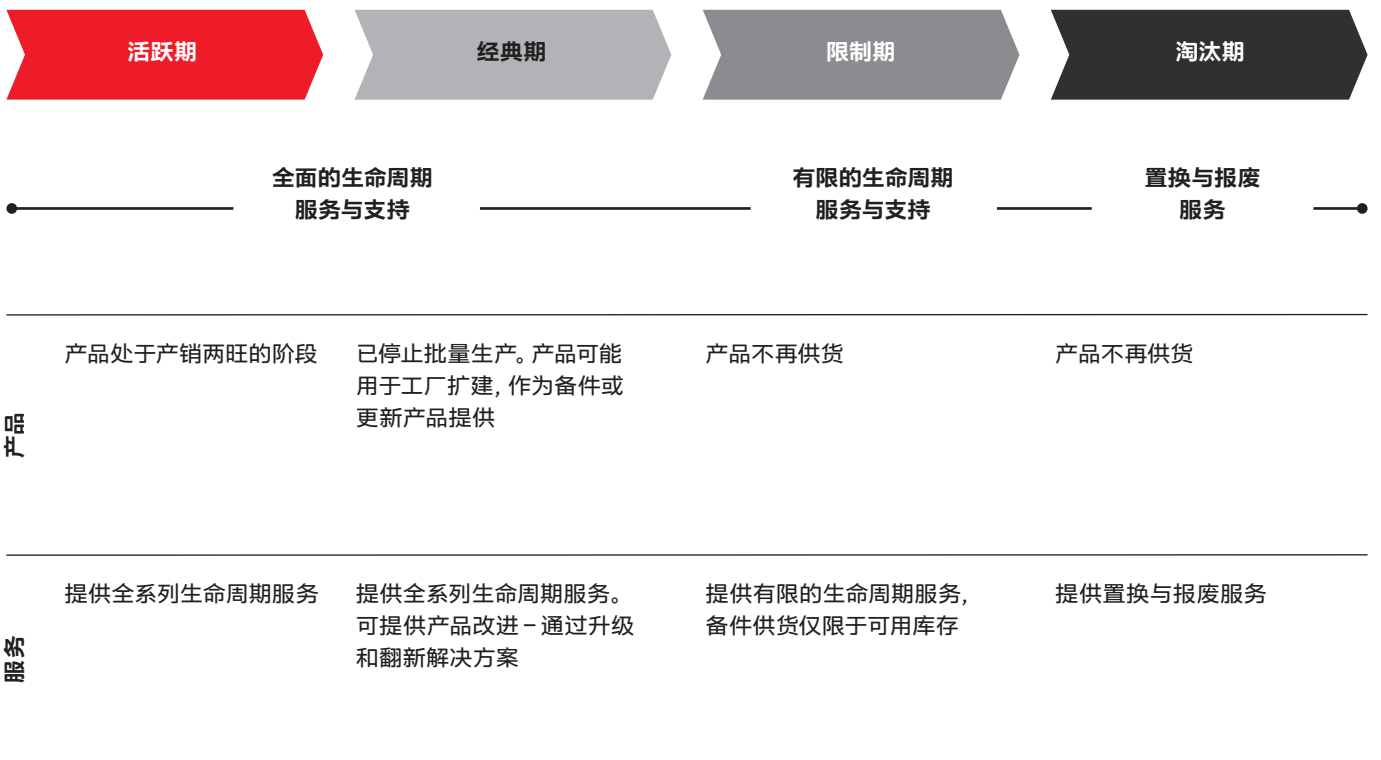 活跃期
经典期
限制期
淘汰期
全面的生命周期
服务与支持
有限的生命周期
服务与支持
置换与报废
服务
产品
产品处于产销两旺的阶段
已停止批量生产。产品可能
用于工厂扩建, 作为备件或
更新产品提供
产品不再供货
产品不再供货
服务
提供全系列生命周期服务
提供全系列生命周期服务。
可提供产品改进 – 通过升级
和翻新解决方案
提供有限的生命周期服务,
备件供货仅限于可用库存
提供置换与报废服务